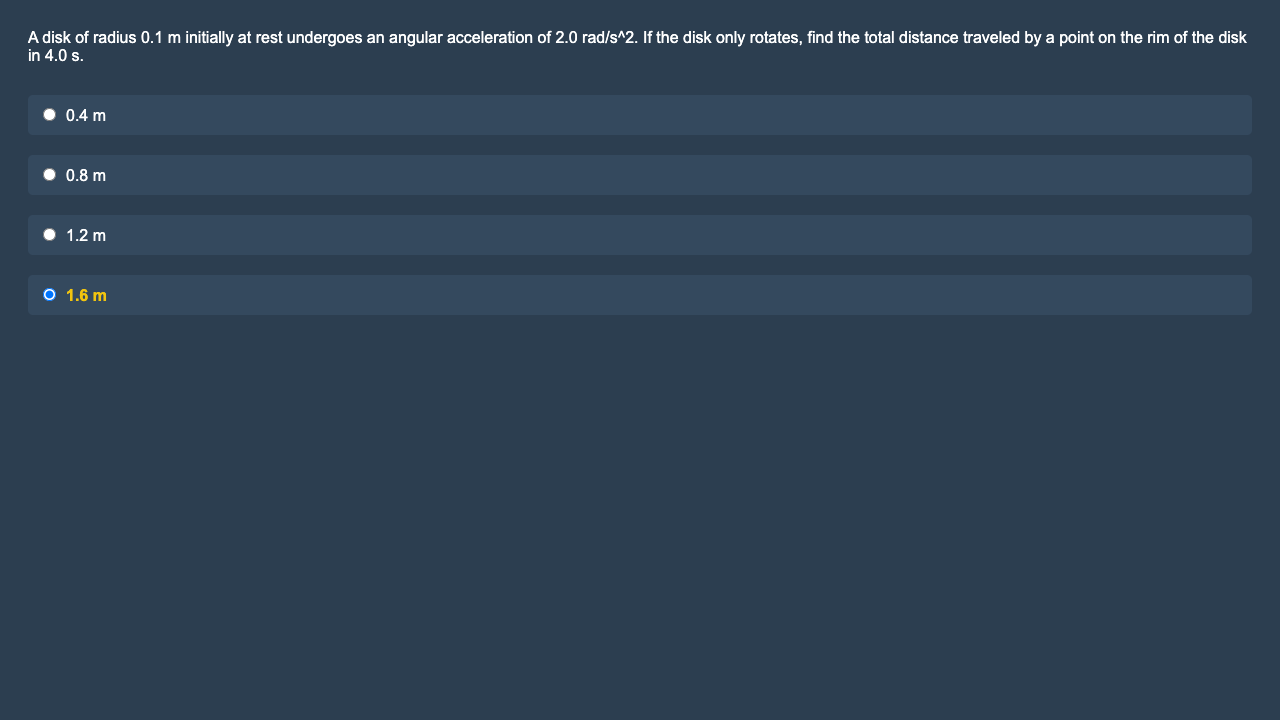 A disk of radius 0.1 m initially at rest undergoes an angular acceleration of 2.0 rad/s^2. If the disk only rotates, find the total distance traveled by a point on the rim of the disk
in 4.0 s.
0.4 m
0.8 m
1.2 m
1.6 m